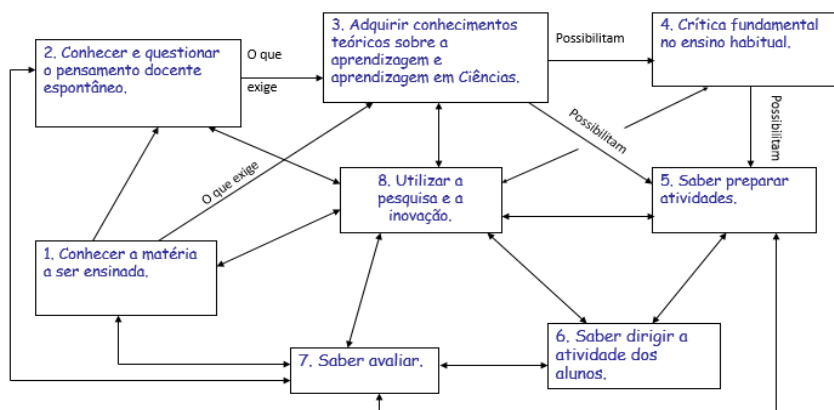 2. Conhecer e questionar
o pensamento docente
espontâneo.
O que
exige
3. Adquirir conhecimentos
teóricos sobre a
aprendizagem e
aprendizagem em Ciências.
Possibilitam
4. Crítica fundamental
no ensino habitual.
Possibilitam
Possibilitam
O que exige
8. Utilizar a
pesquisa e a
inovação.
5. Saber preparar
atividades.
1. Conhecer a matéria
a ser ensinada.
7. Saber avaliar.
6. Saber dirigir a
atividade dos
alunos.